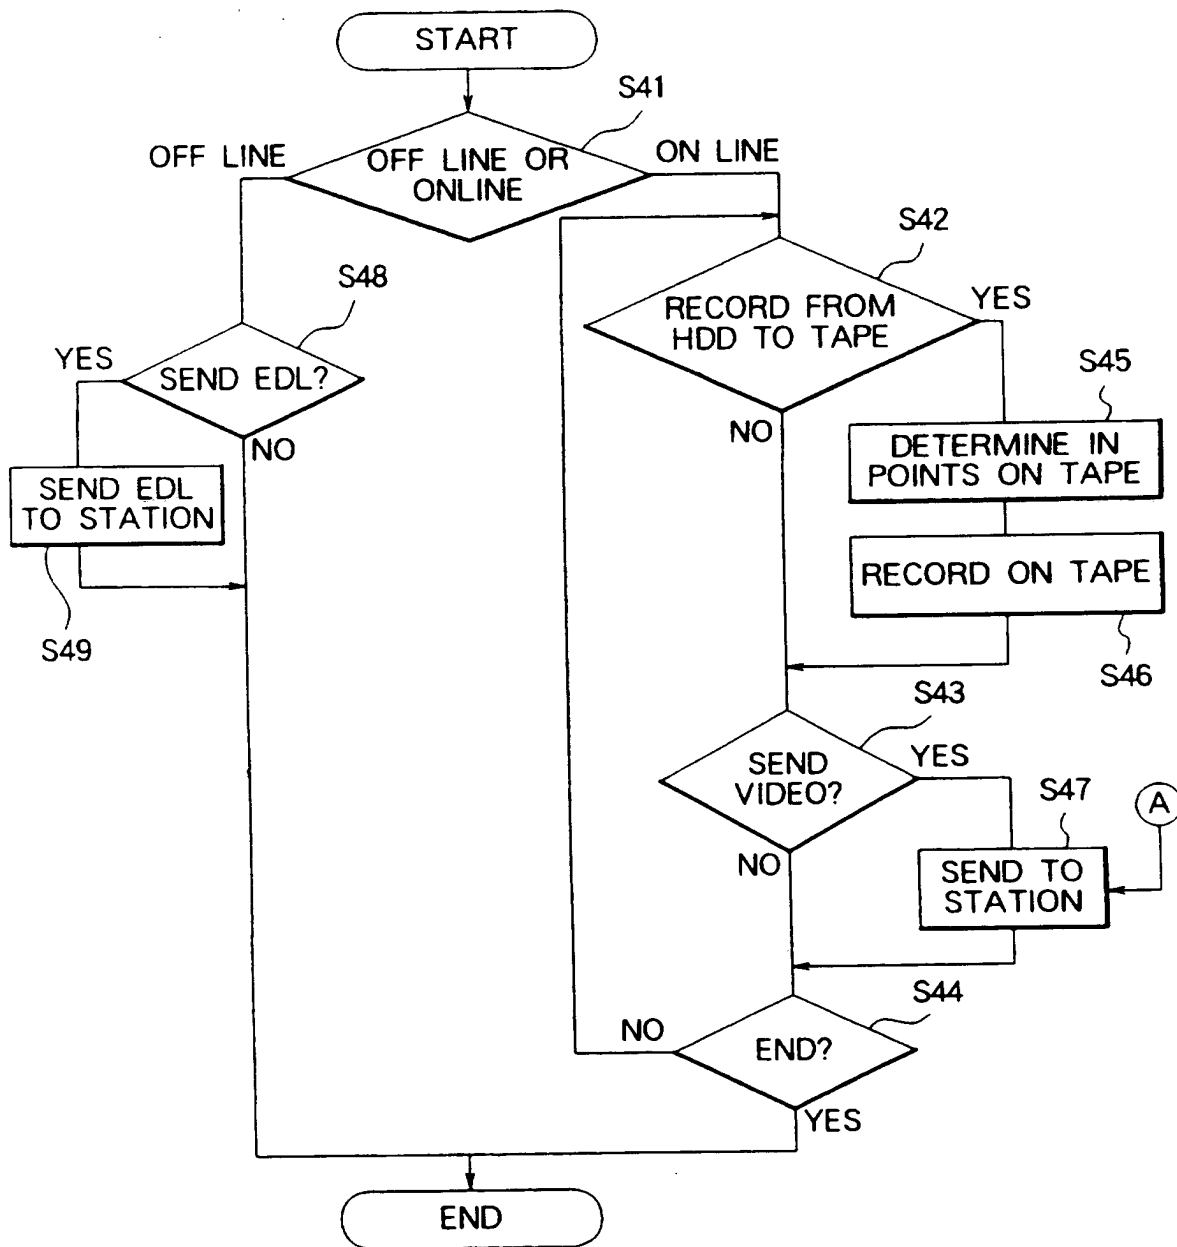 START
S41
OFF LINE
OFF LINE OR
ONLINE
ON LINE
S42
S48
RECORD FROM
HDD TO TAPE
YES
YES
SEND EDL?
S45
NO
NO
DETERMINE IN
POINTS ON TAPE
SEND EDL
TO STATION
RECORD ON TAPE
S49
S46
S43
SEND
VIDEO?
YES
S47
A
NO
SEND TO
STATION
S44
NO
END?
YES
END